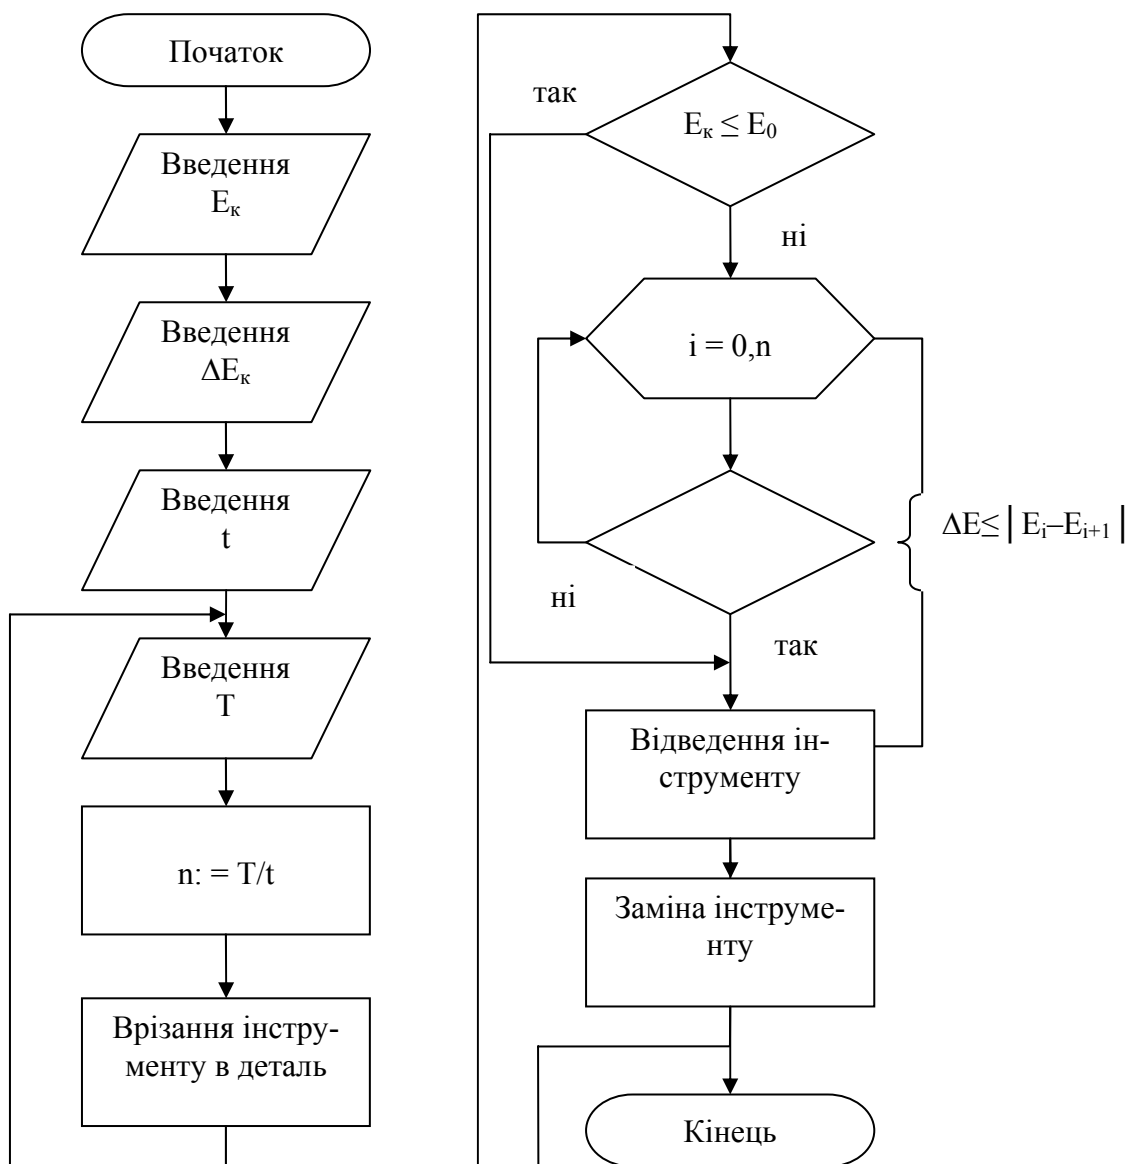 Початок
Введення
Eк
Введення
ΔEк
Введення
t
Введення
T
n: = T/t
Врізання інстру-
менту в деталь
так
Eк ≤ E0
ні
i = 0,n
ΔE≤ | Ei–Ei+1 |
ні
так
Відведення ін-
струменту
Заміна інструме-
нту
Кінець